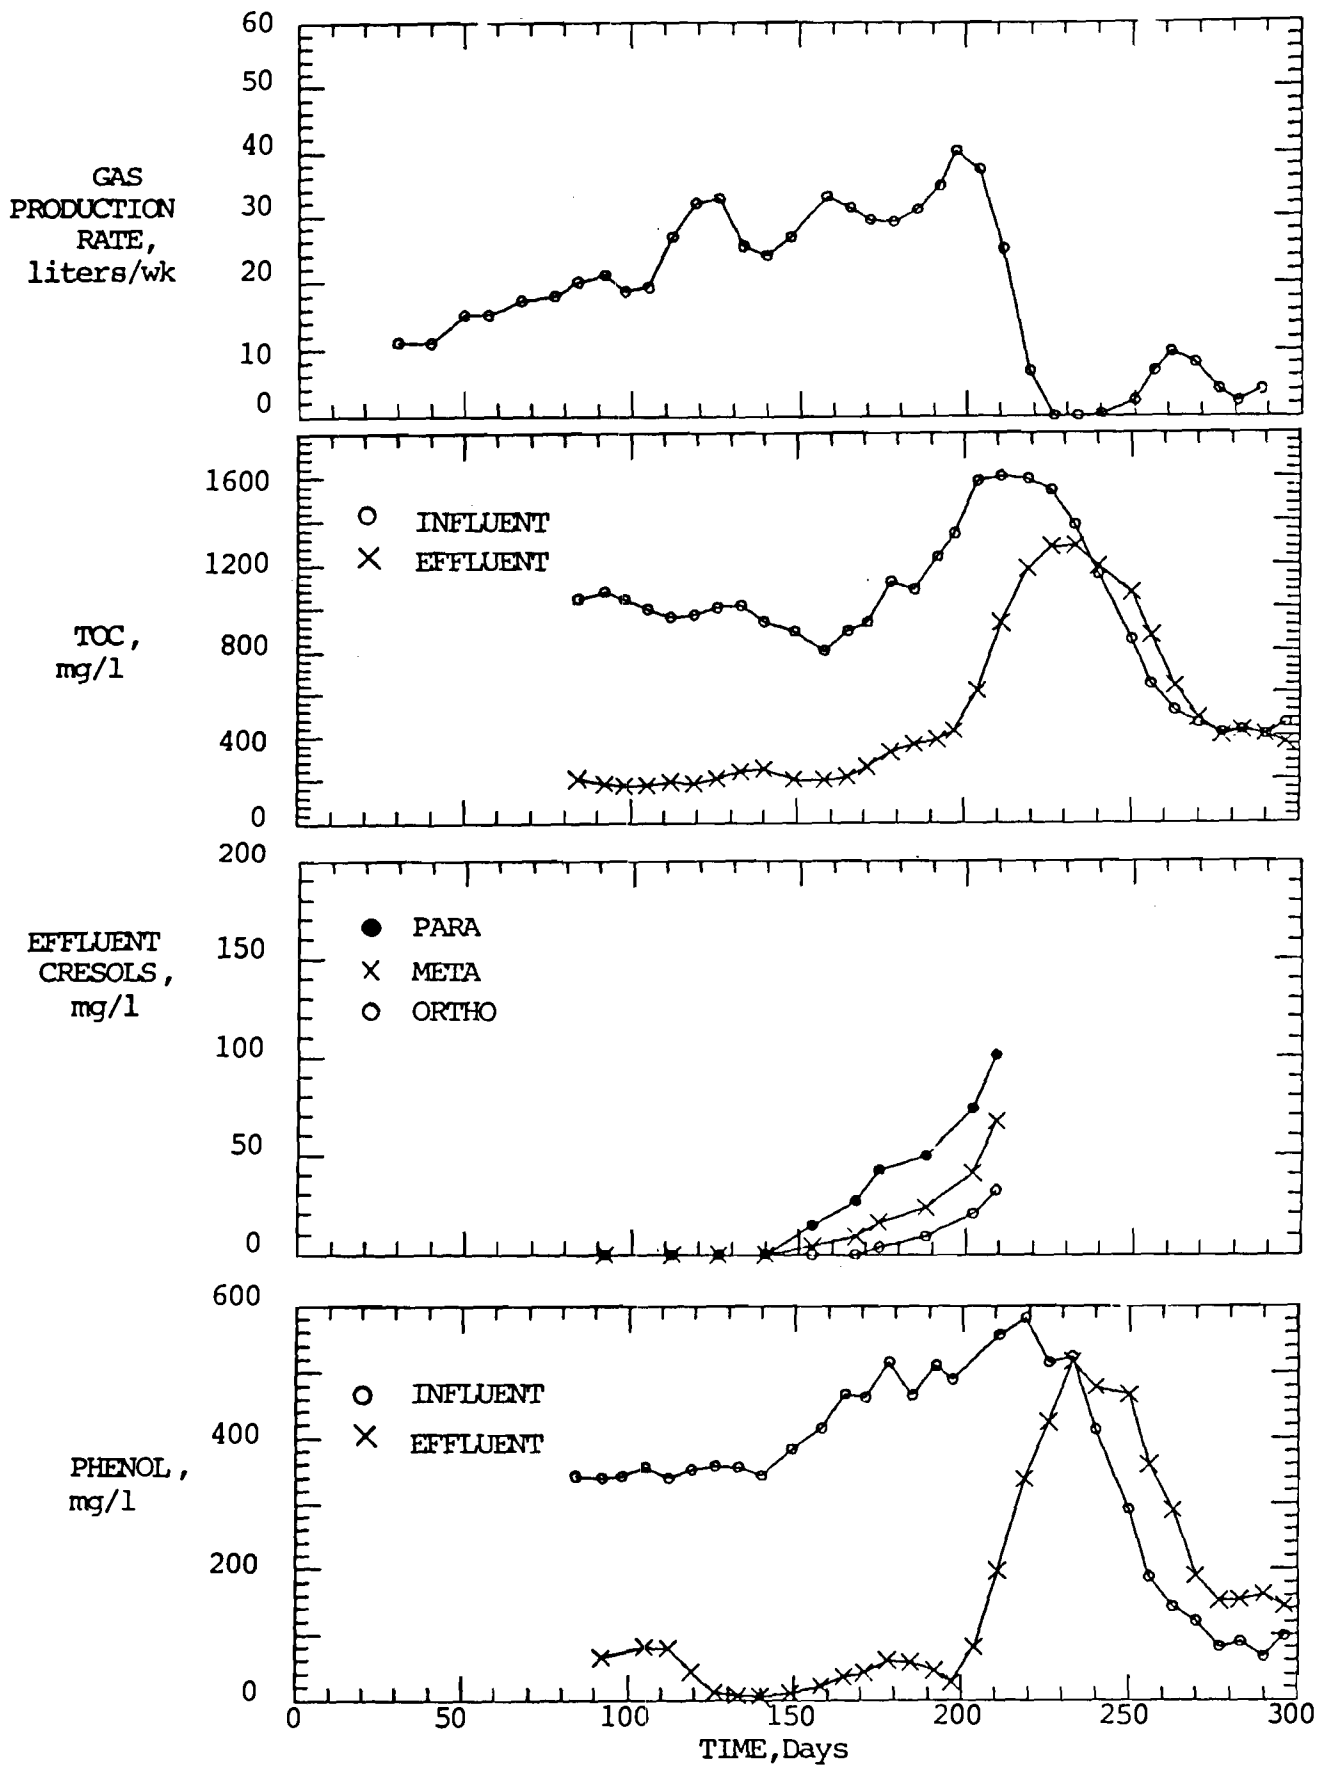 60
50
40
30
20
10
0
GAS
PRODUCTION
RATE,
liters/wk
1600
1200
800
400
0
TOC,
mg/l
INFLUENT
EFFLUENT
200
150
100
50
0
EFFLUENT
CRESOLS,
mg/l
PARA
META
ORTHO
600
400
200
0
PHENOL,
mg/l
INFLUENT
EFFLUENT
0 50 100 150 200 250 300
TIME,Days